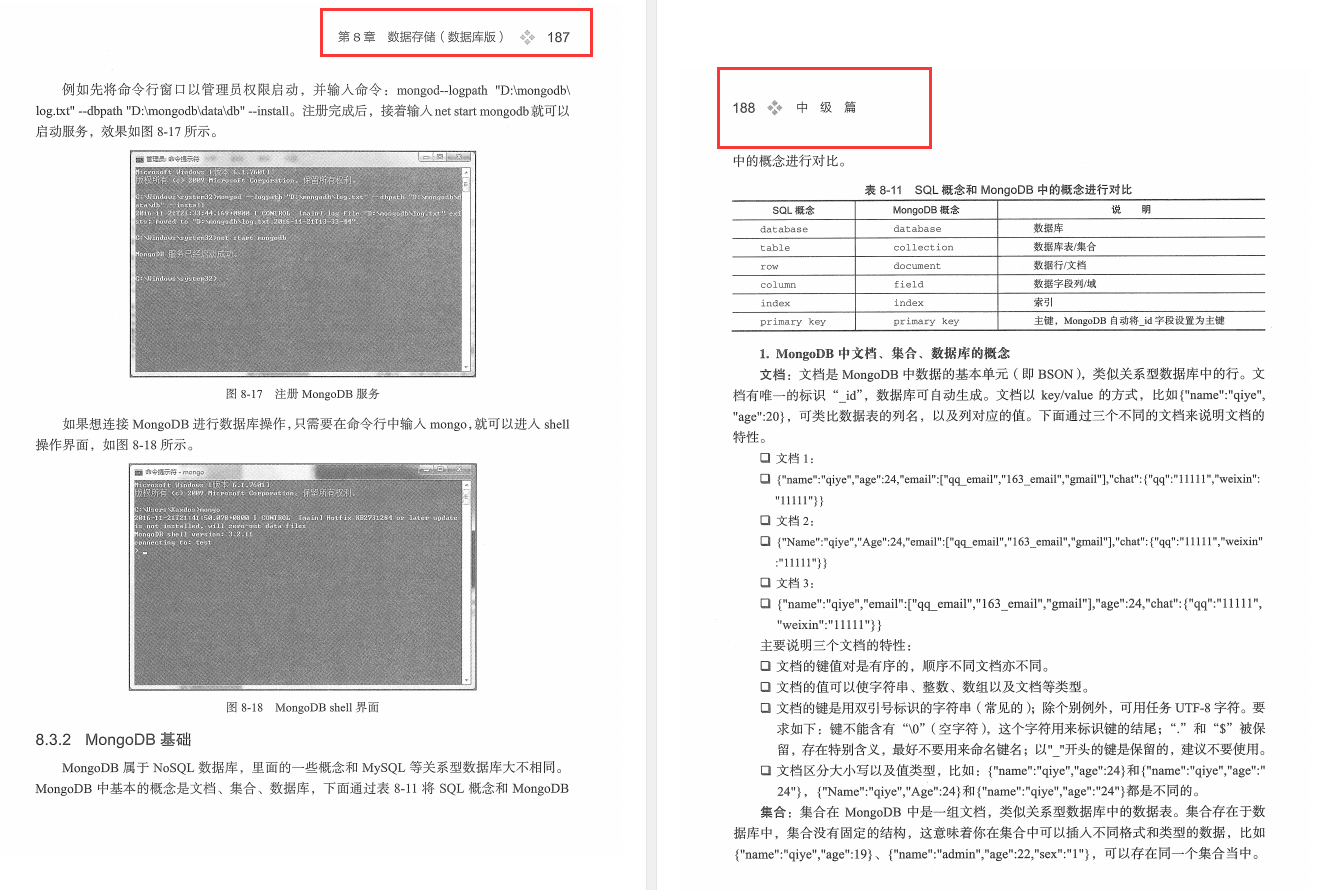 第 8 章 数据存储（数据库版） 187
例如先将命令行窗口以管理员权限启动，并输入命令：mongod--logpath "D:\mongodb\
log.txt" --dbpath "D:\mongodb\data\db" --install。注册完成后，接着输入 net start mongodb 就可以
启动服务，效果如图 8-17 所示。
管理员: 命令提示符
Microsoft Windows [版本 6.1.7601]
版权所有 (c) 2009 Microsoft Corporation。保留所有权利。
C:\Windows\system32>mongod --logpath "D:\mongodb\log.txt" --dbpath "D:\mongodb\d
ata\db" --install
2016-11-21T21:33:44.169+0800 I CONTROL [main] log file "D:\mongodb\log.txt" exi
sts; moved to "D:\mongodb\log.txt.2016-11-21T13-33-44".
C:\Windows\system32>net start mongodb
MongoDB 服务已经启动成功。
C:\Windows\system32>
图 8-17 注册 MongoDB 服务
如果想连接 MongoDB 进行数据库操作，只需要在命令行中输入 mongo，就可以进入 shell
操作界面，如图 8-18 所示。
命令提示符 - mongo
Microsoft Windows [版本 6.1.7601]
版权所有 (c) 2009 Microsoft Corporation。保留所有权利。
2016-11-21T21:41:50.070+0800 I CONTROL [main] Hotfix KB2731284 or later update
is not installed, will zero-out data files
MongoDB shell version: 3.2.11
connecting to: test
>
图 8-18 MongoDB shell 界面
8.3.2 MongoDB 基础
MongoDB 属于 NoSQL 数据库，里面的一些概念和 MySQL 等关系型数据库大不相同。
MongoDB 中基本的概念是文档、集合、数据库，下面通过表 8-11 将 SQL 概念和 MongoDB
188 中 级 篇
中的概念进行对比。
表 8-11 SQL 概念和 MongoDB 中的概念进行对比
SQL 概念 MongoDB 概念 说 明
database database 数据库
table collection 数据库表/集合
row document 数据行/文档
column field 数据字段列/域
index index 索引
primary key primary key 主键，MongoDB 自动将_id 字段设置为主键
1. MongoDB 中文档、集合、数据库的概念
文档：文档是 MongoDB 中数据的基本单元（即 BSON），类似关系型数据库中的行。文
档有唯一的标识“_id”，数据库可自动生成。文档以 key/value 的方式，比如{"name":"qiye",
"age":20}，可类比数据表的列名，以及列对应的值。下面通过三个不同的文档来说明文档的
特性。
❑ 文档 1：
❑ {"name":"qiye","age":24,"email":["qq_email","163_email","gmail"],"chat":{"qq":"11111","weixin":
"11111"}}
❑ 文档 2：
❑ {"Name":"qiye","Age":24,"email":["qq_email","163_email","gmail"],"chat":{"qq":"11111","weixin"
:"11111"}}
❑ 文档 3：
❑ {"name":"qiye","email":["qq_email","163_email","gmail"],"age":24,"chat":{"qq":"11111",
"weixin":"11111"}}
主要说明三个文档的特性：
❑ 文档的键值对是有序的，顺序不同文档亦不同。
❑ 文档的值可以使字符串、整数、数组以及文档等类型。
❑ 文档的键是用双引号标识的字符串（常见的）；除个别例外，可用任务 UTF-8 字符。要
求如下：键不能含有“\0”（空字符），这个字符用来标识键的结尾；“.”和“$”被保
留，存在特别含义，最好不要用来命名键名；以"_"开头的键是保留的，建议不要使用。
❑ 文档区分大小写以及值类型，比如：{"name":"qiye","age":24}和{"name":"qiye","age":"
24"}，{"Name":"qiye","Age":24}和{"name":"qiye","age":"24"}都是不同的。
集合：集合在 MongoDB 中是一组文档，类似关系型数据库中的数据表。集合存在于数
据库中，集合没有固定的结构，这意味着你在集合中可以插入不同格式和类型的数据，比如
{"name":"qiye","age":19}、{"name":"admin","age":22,"sex":"1"}，可以存在同一个集合当中。